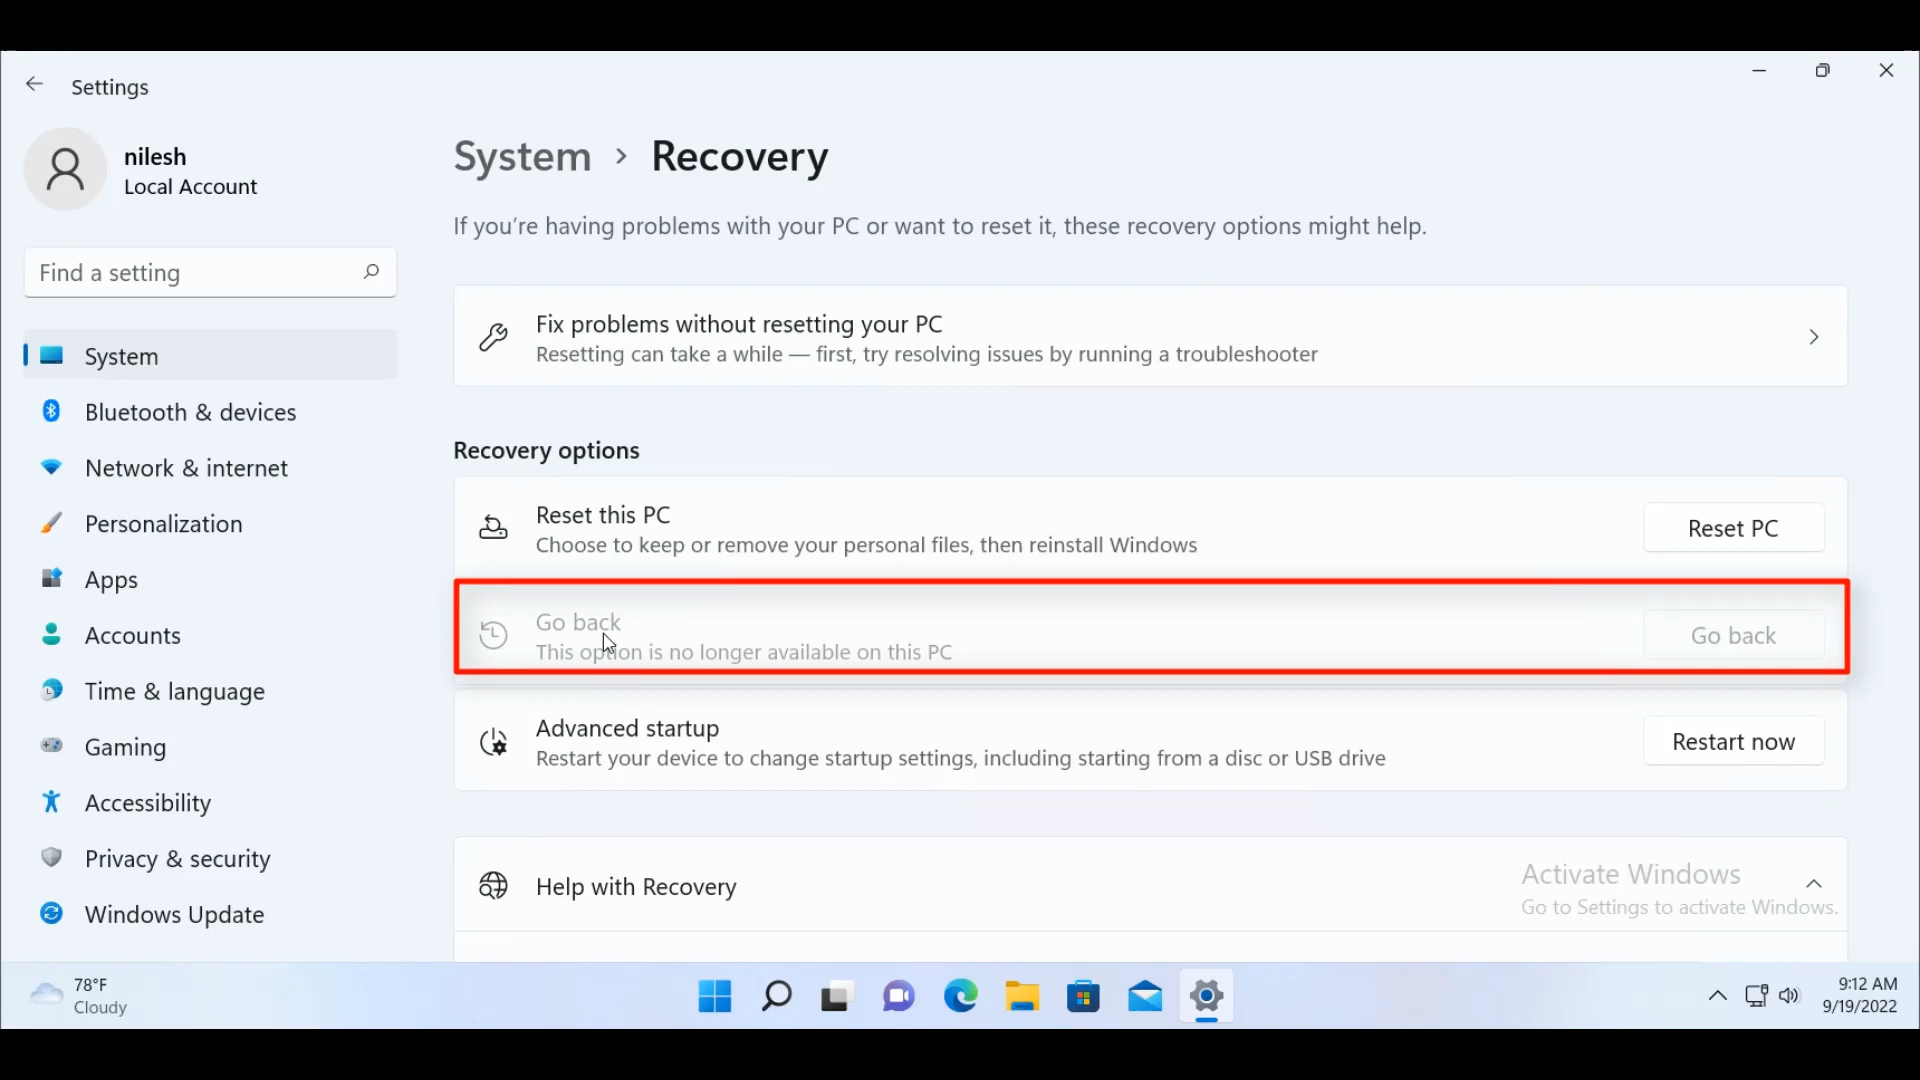 Settings
nilesh
Local Account
Find a setting
System
Bluetooth & devices
Network & internet
Personalization
Apps
Accounts
Time & language
Gaming
Accessibility
Privacy & security
Windows Update
System > Recovery
If you're having problems with your PC or want to reset it, these recovery options might help.
Fix problems without resetting your PC
Resetting can take a while — first, try resolving issues by running a troubleshooter
Recovery options
Reset this PC
Choose to keep or remove your personal files, then reinstall Windows
Reset PC
Go back
This option is no longer available on this PC
Go back
Advanced startup
Restart your device to change startup settings, including starting from a disc or USB drive
Restart now
Help with Recovery
Activate Windows
Go to Settings to activate Windows.
78°F
Cloudy
9:12 AM
9/19/2022